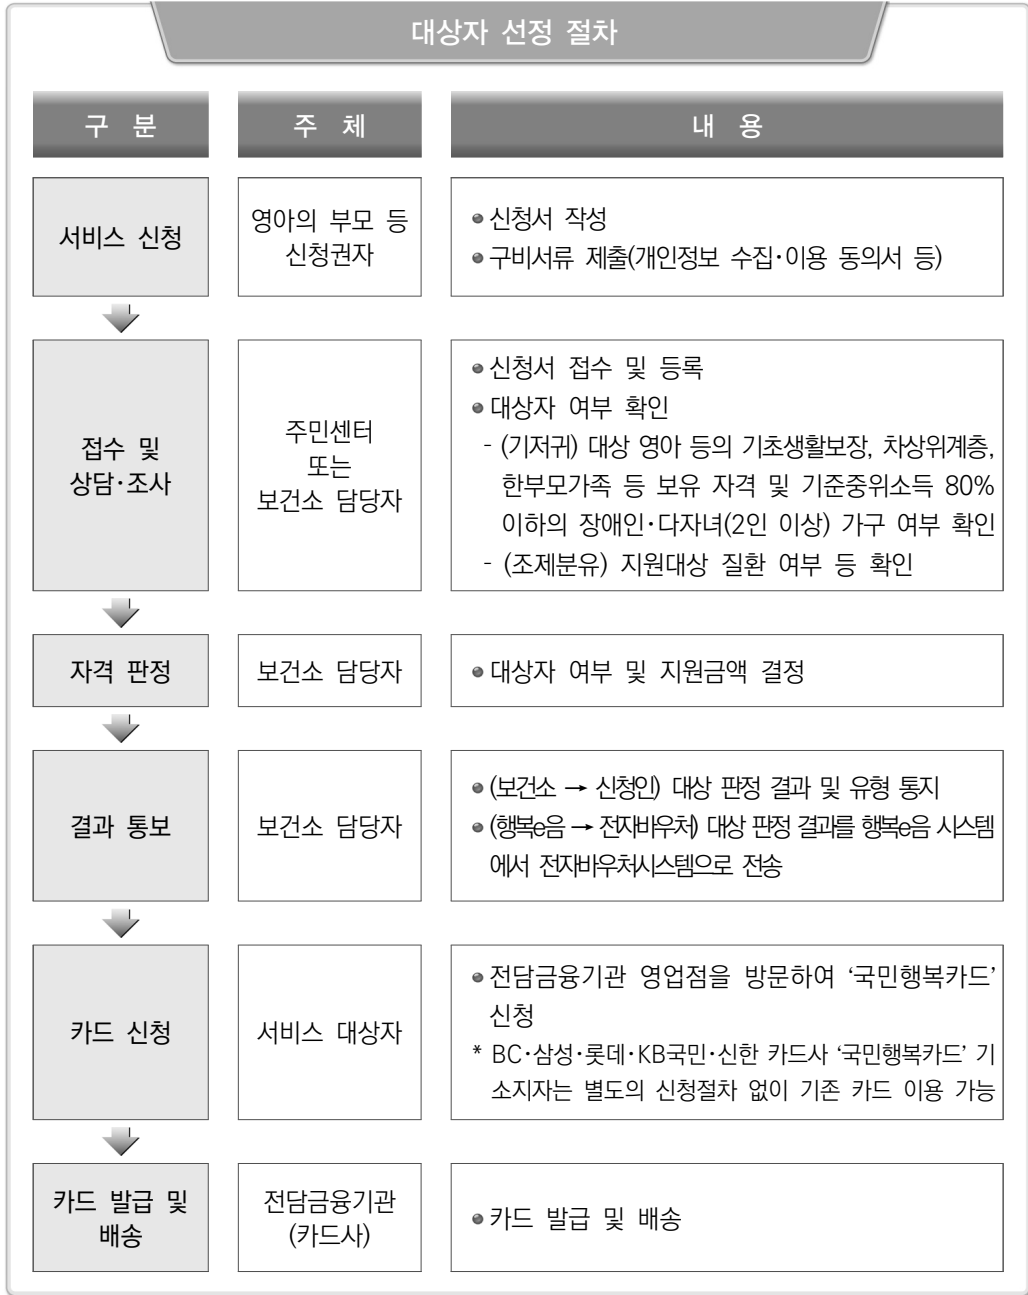 대상자 선정 절차
구 분
주 체
내 용
서비스 신청
영아의 부모 등
신청권자
● 신청서 작성
● 구비서류 제출(개인정보 수집·이용 동의서 등)
접수 및
상담·조사
주민센터
또는
보건소 담당자
● 신청서 접수 및 등록
● 대상자 여부 확인
- (기저귀) 대상 영아 등의 기초생활보장, 차상위계층,
한부모가족 등 보유 자격 및 기준중위소득 80%
이하의 장애인·다자녀(2인 이상) 가구 여부 확인
- (조제분유) 지원대상 질환 여부 등 확인
자격 판정
보건소 담당자
● 대상자 여부 및 지원금액 결정
결과 통보
보건소 담당자
● (보건소 → 신청인) 대상 판정 결과 및 유형 통지
● (행복e음 → 전자바우처) 대상 판정 결과를 행복e음 시스템
에서 전자바우처시스템으로 전송
카드 신청
서비스 대상자
● 전담금융기관 영업점을 방문하여 ‘국민행복카드’
신청
* BC·삼성·롯데·KB국민·신한 카드사 ‘국민행복카드’ 기
소지자는 별도의 신청절차 없이 기존 카드 이용 가능
카드 발급 및
배송
전담금융기관
(카드사)
● 카드 발급 및 배송